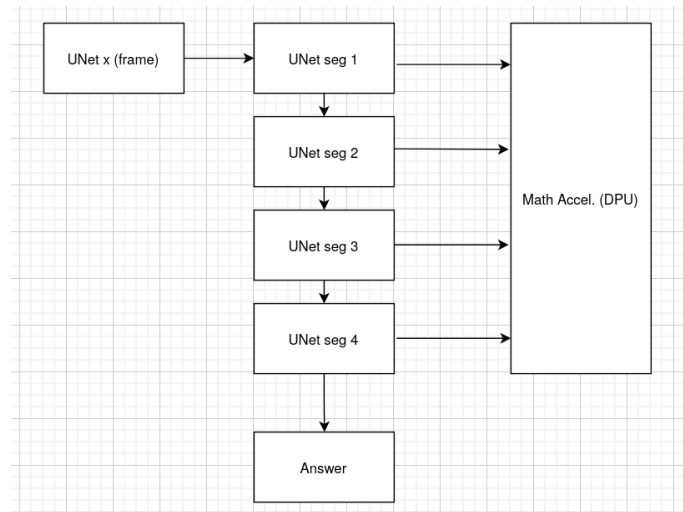 UNet x (frame)
UNet seg 1
UNet seg 2
Math Accel. (DPU)
UNet seg 3
UNet seg 4
Answer